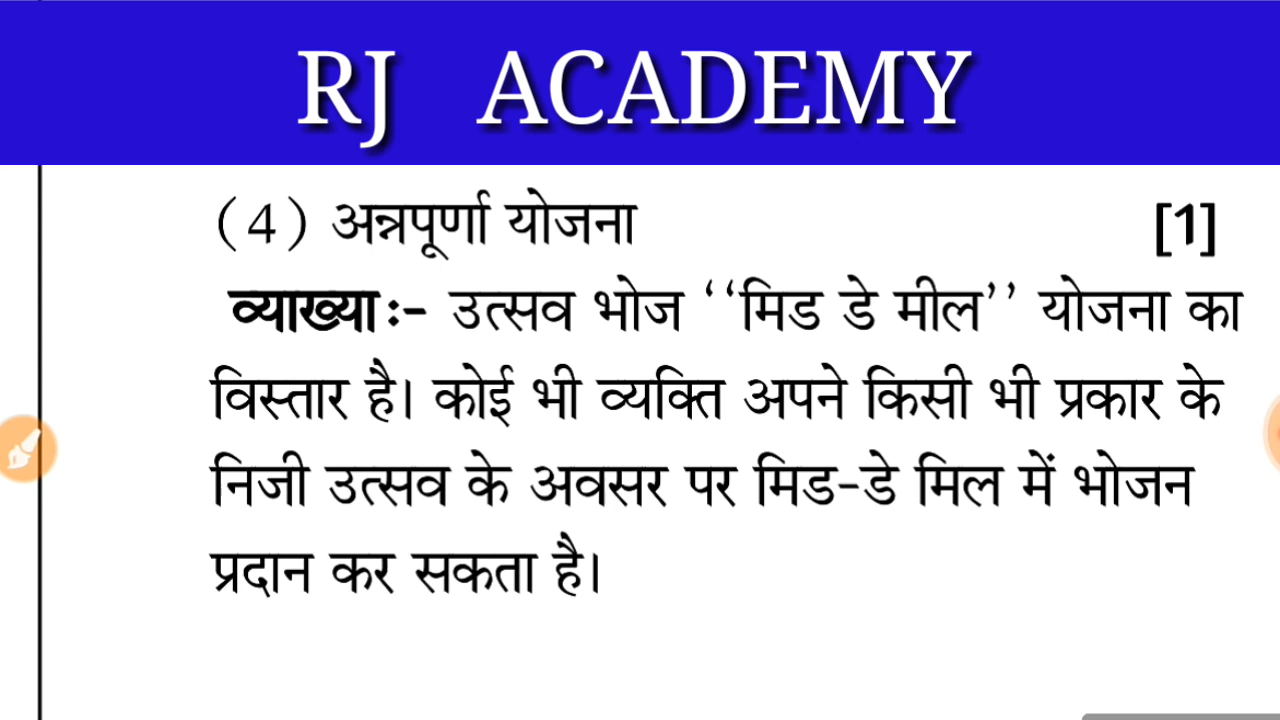 RJ ACADEMY
(4) अन्नपूर्णा योजना [1]
व्याख्या:- उत्सव भोज ‘‘मिड डे मील’’ योजना का
विस्तार है। कोई भी व्यक्ति अपने किसी भी प्रकार के
निजी उत्सव के अवसर पर मिड-डे मिल में भोजन
प्रदान कर सकता है।